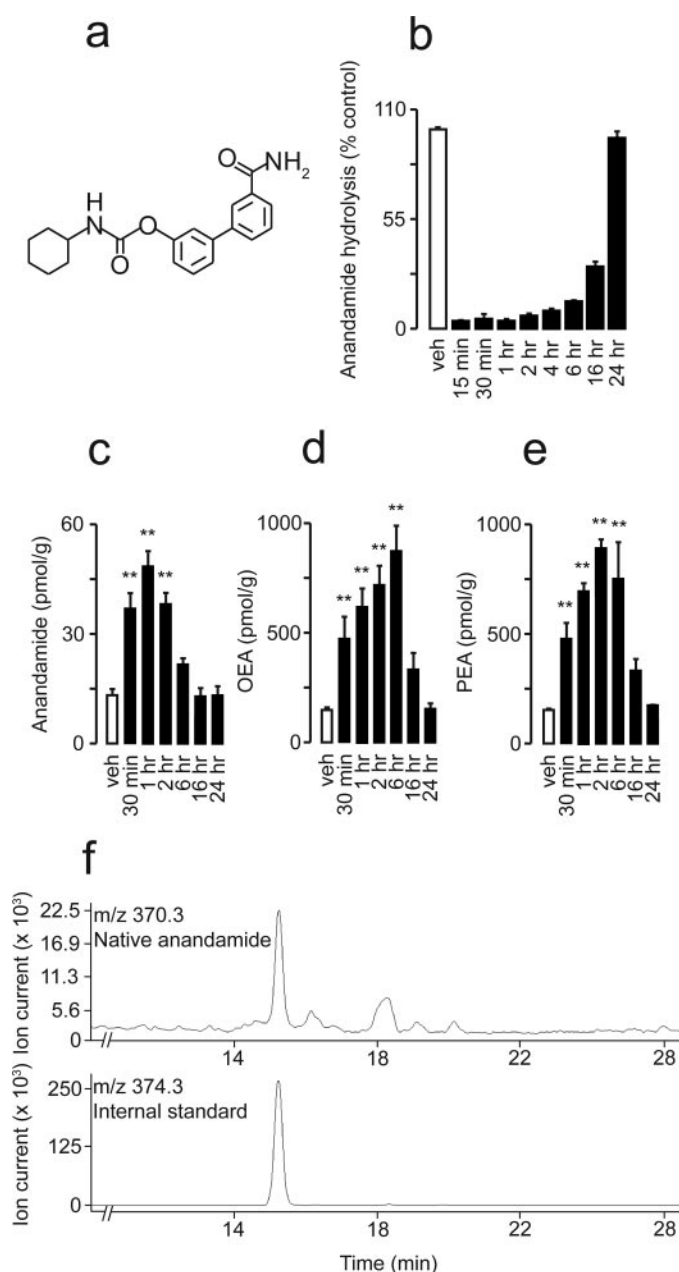 a
b
O
NH2
H
N
O
O
Anandamide hydrolysis (% control)
110
55
0
veh
15 min
30 min
1 hr
2 hr
4 hr
6 hr
16 hr
24 hr
c
d
e
Anandamide (pmol/g)
60
30
0
**
**
**
veh
30 min
1 hr
2 hr
6 hr
16 hr
24 hr
OEA (pmol/g)
1000
500
0
**
**
**
**
veh
30 min
1 hr
2 hr
6 hr
16 hr
24 hr
PEA (pmol/g)
1000
500
0
**
**
**
**
veh
30 min
1 hr
2 hr
6 hr
16 hr
24 hr
f
Ion current (x 10³)
22.5
16.9
11.3
5.6
0
m/z 370.3
Native anandamide
14
18
22
28
Ion current (x 10³)
250
125
0
m/z 374.3
Internal standard
14
18
22
28
Time (min)